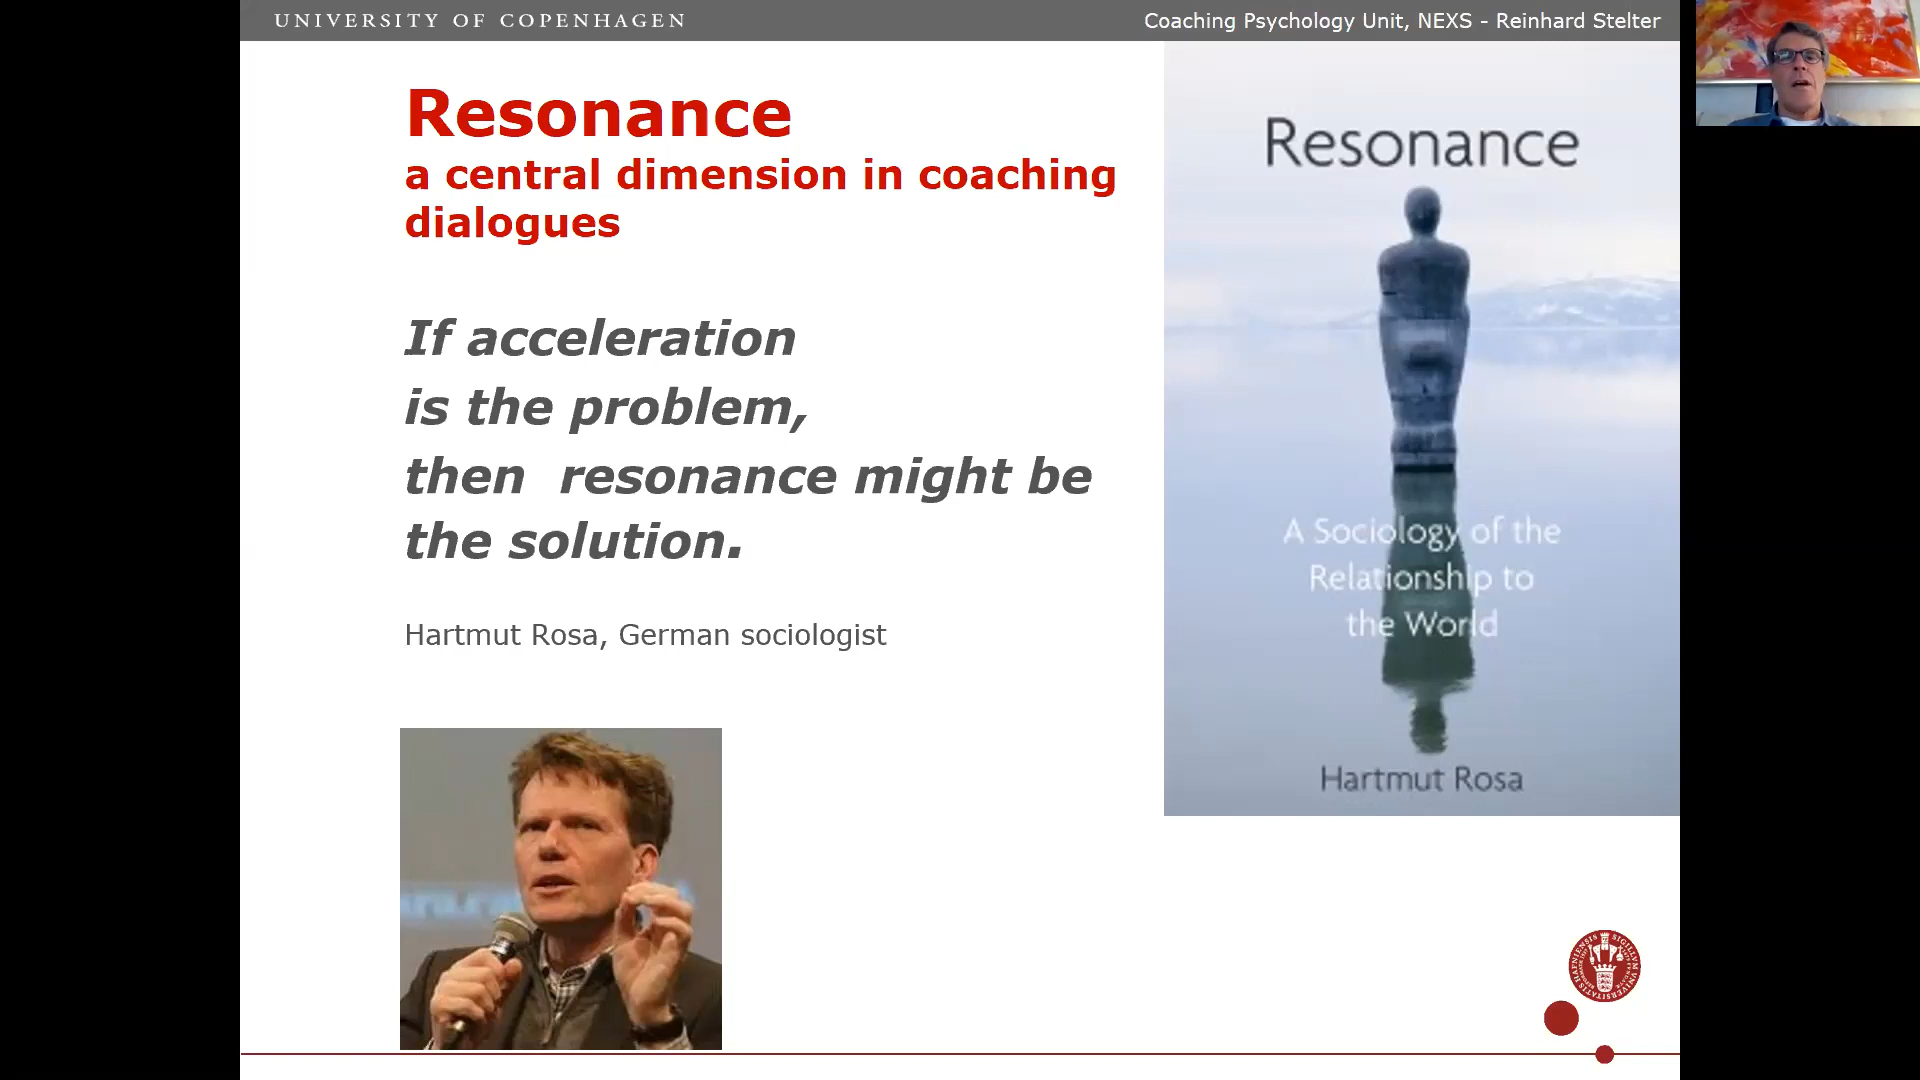 UNIVERSITY OF COPENHAGEN
Coaching Psychology Unit, NEXS - Reinhard Stelter
Resonance
a central dimension in coaching
dialogues
If acceleration
is the problem,
then  resonance might be
the solution.
Hartmut Rosa, German sociologist
Resonance
A Sociology of the
Relationship to
the World
Hartmut Rosa